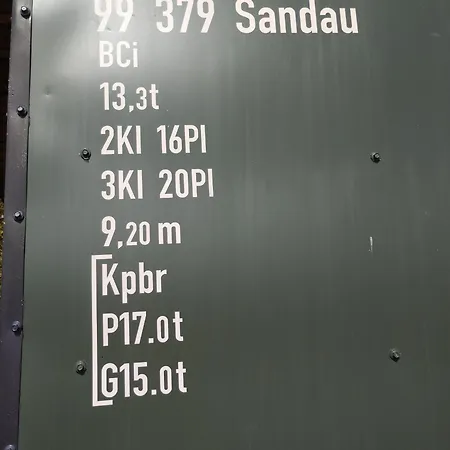 99 379 Sandau
BCi
13,3t
2Kl 16Pl
3Kl 20Pl
9,20 m
Kpbr
P17.0t
G15.0t